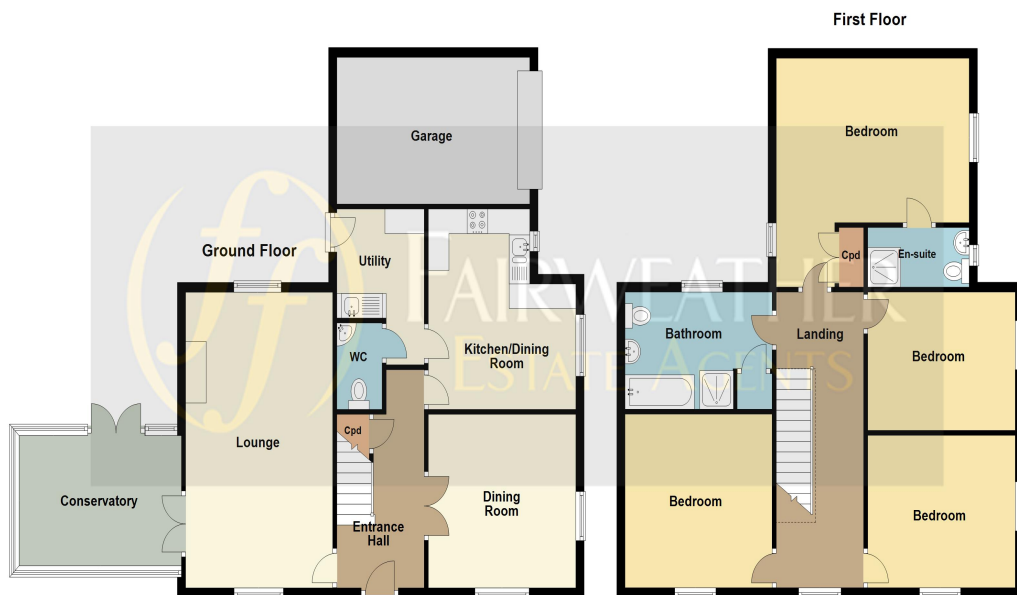 First Floor
Garage
Bedroom
Ground Floor
Utility
Cpd
En-suite
FAIRWEATHER
ESTATE AGENTS
WC
Kitchen/Dining
Room
Bathroom
Landing
Bedroom
Cpd
Lounge
Conservatory
Dining
Room
Entrance
Hall
Bedroom
Bedroom